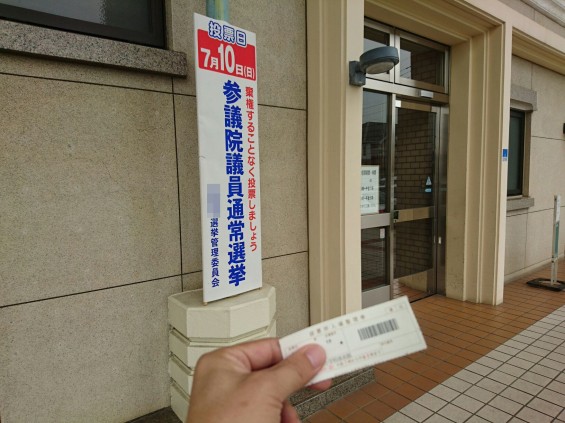 投票日
7月10日(日)
棄権することなく投票しましょう
参議院議員通常選挙
選挙管理委員会